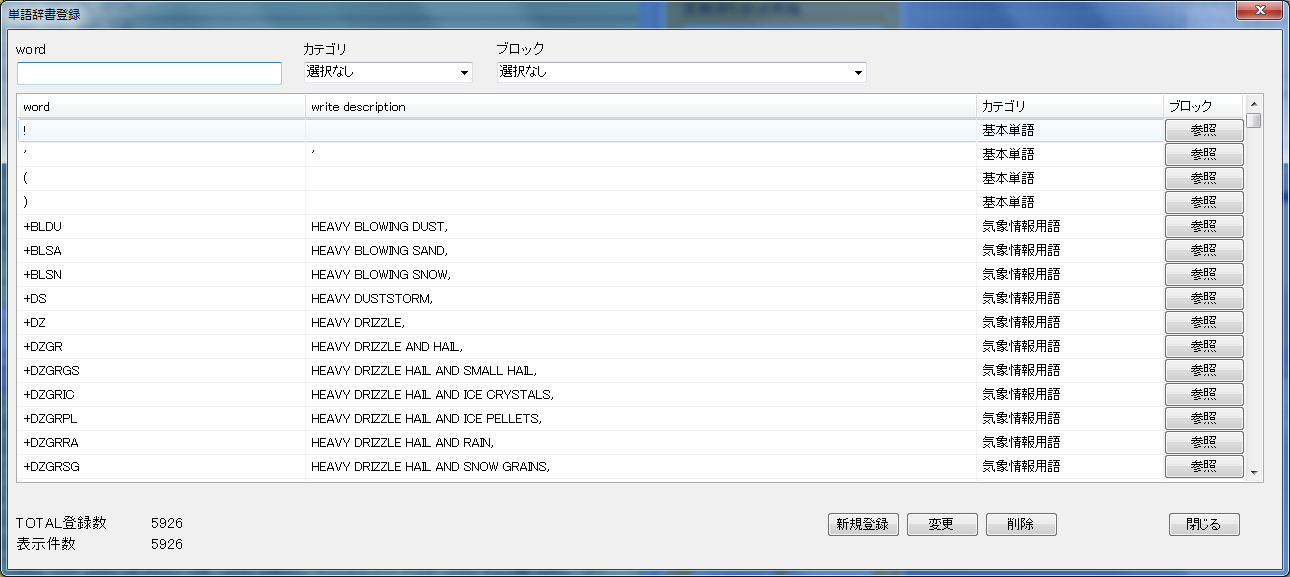 単語辞書登録
word カテゴリ ブロック
選択なし 選択なし
word write description カテゴリ ブロック
! 基本単語 参照
' ' 基本単語 参照
( 基本単語 参照
) 基本単語 参照
+BLDU HEAVY BLOWING DUST, 気象情報用語 参照
+BLSA HEAVY BLOWING SAND, 気象情報用語 参照
+BLSN HEAVY BLOWING SNOW, 気象情報用語 参照
+DS HEAVY DUSTSTORM, 気象情報用語 参照
+DZ HEAVY DRIZZLE, 気象情報用語 参照
+DZGR HEAVY DRIZZLE AND HAIL, 気象情報用語 参照
+DZGRGS HEAVY DRIZZLE HAIL AND SMALL HAIL, 気象情報用語 参照
+DZGRIC HEAVY DRIZZLE HAIL AND ICE CRYSTALS, 気象情報用語 参照
+DZGRPL HEAVY DRIZZLE HAIL AND ICE PELLETS, 気象情報用語 参照
+DZGRRA HEAVY DRIZZLE HAIL AND RAIN, 気象情報用語 参照
+DZGRSG HEAVY DRIZZLE HAIL AND SNOW GRAINS, 気象情報用語 参照
TOTAL登録数 5926
表示件数 5926
新規登録 変更 削除 閉じる